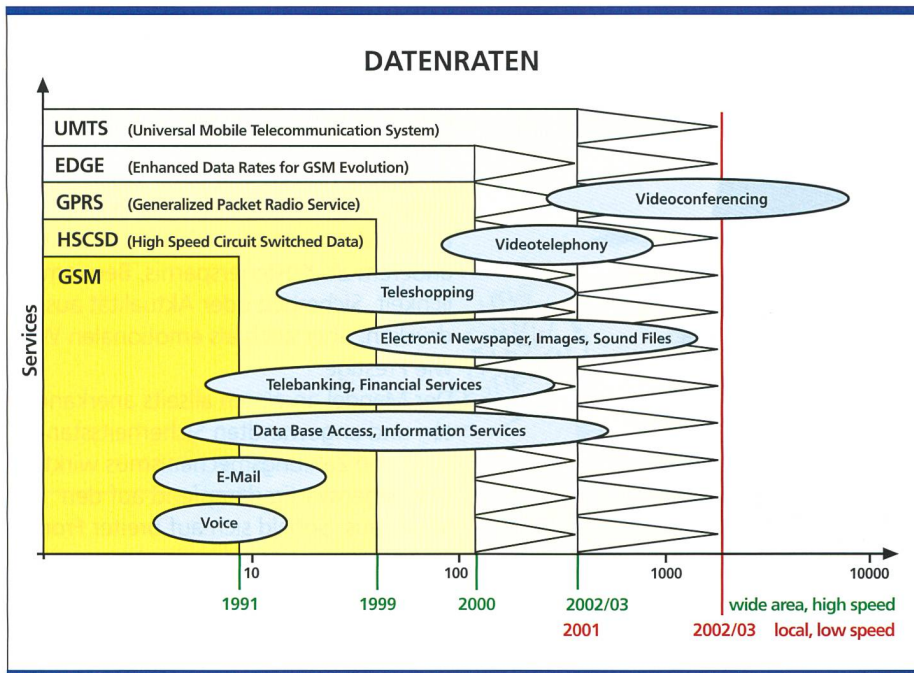 DATENRATEN
UMTS (Universal Mobile Telecommunication System)
EDGE (Enhanced Data Rates for GSM Evolution)
GPRS (Generalized Packet Radio Service)
Videoconferencing
HSCSD (High Speed Circuit Switched Data)
Videotelephony
GSM
Teleshopping
Electronic Newspaper, Images, Sound Files
Services
Telebanking, Financial Services
Data Base Access, Information Services
E-Mail
Voice
10 100 1000 10000
1991 1999 2000 2002/03 wide area, high speed
2001 2002/03 local, low speed